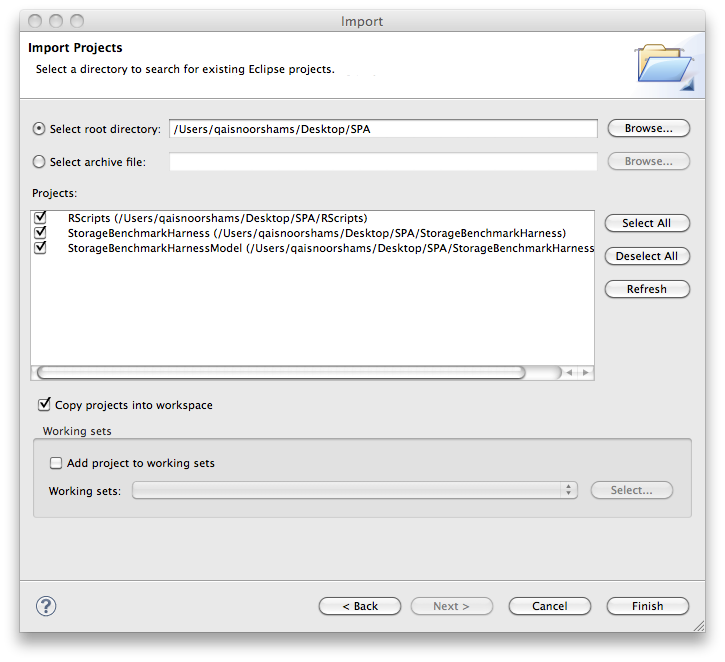 Import
Import Projects
Select a directory to search for existing Eclipse projects.
Select root directory: /Users/qaisnoorshams/Desktop/SPA Browse...
Select archive file: Browse...
Projects:
RScripts (/Users/qaisnoorshams/Desktop/SPA/RScripts)
StorageBenchmarkHarness (/Users/qaisnoorshams/Desktop/SPA/StorageBenchmarkHarness)
StorageBenchmarkHarnessModel (/Users/qaisnoorshams/Desktop/SPA/StorageBenchmarkHarness
Select All
Deselect All
Refresh
Copy projects into workspace
Working sets
Add project to working sets
Working sets: Select...
? < Back Next > Cancel Finish